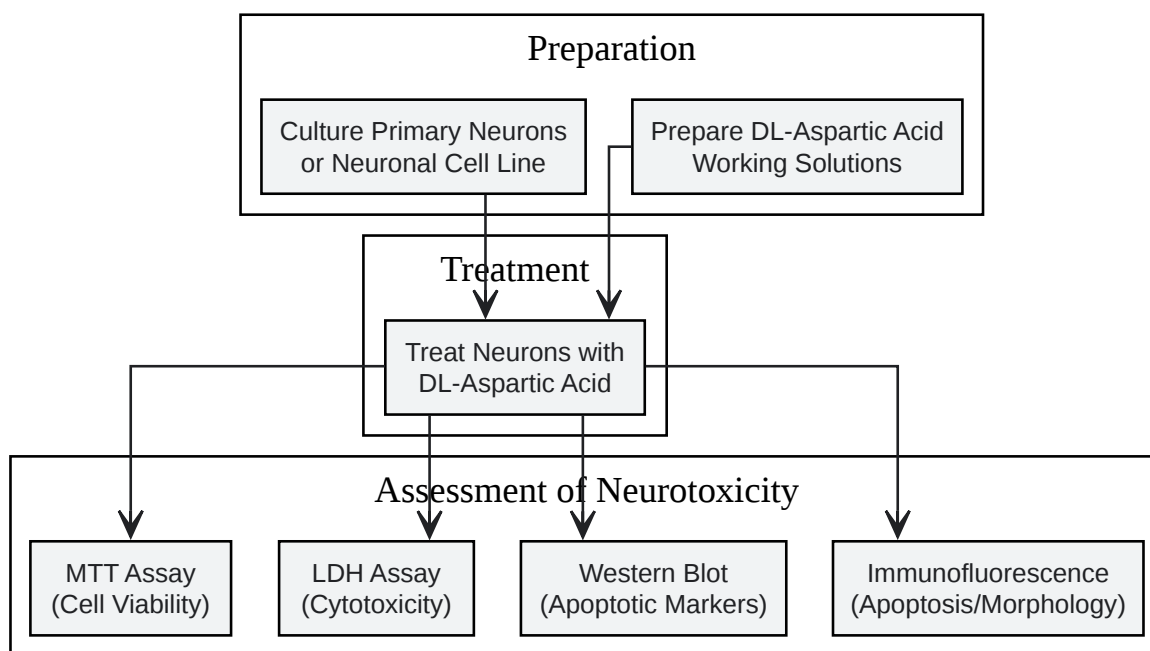 Preparation
Culture Primary Neurons
or Neuronal Cell Line
Prepare DL-Aspartic Acid
Working Solutions
Treatment
Treat Neurons with
DL-Aspartic Acid
Assessment of Neurotoxicity
MTT Assay
(Cell Viability)
LDH Assay
(Cytotoxicity)
Western Blot
(Apoptotic Markers)
Immunofluorescence
(Apoptosis/Morphology)